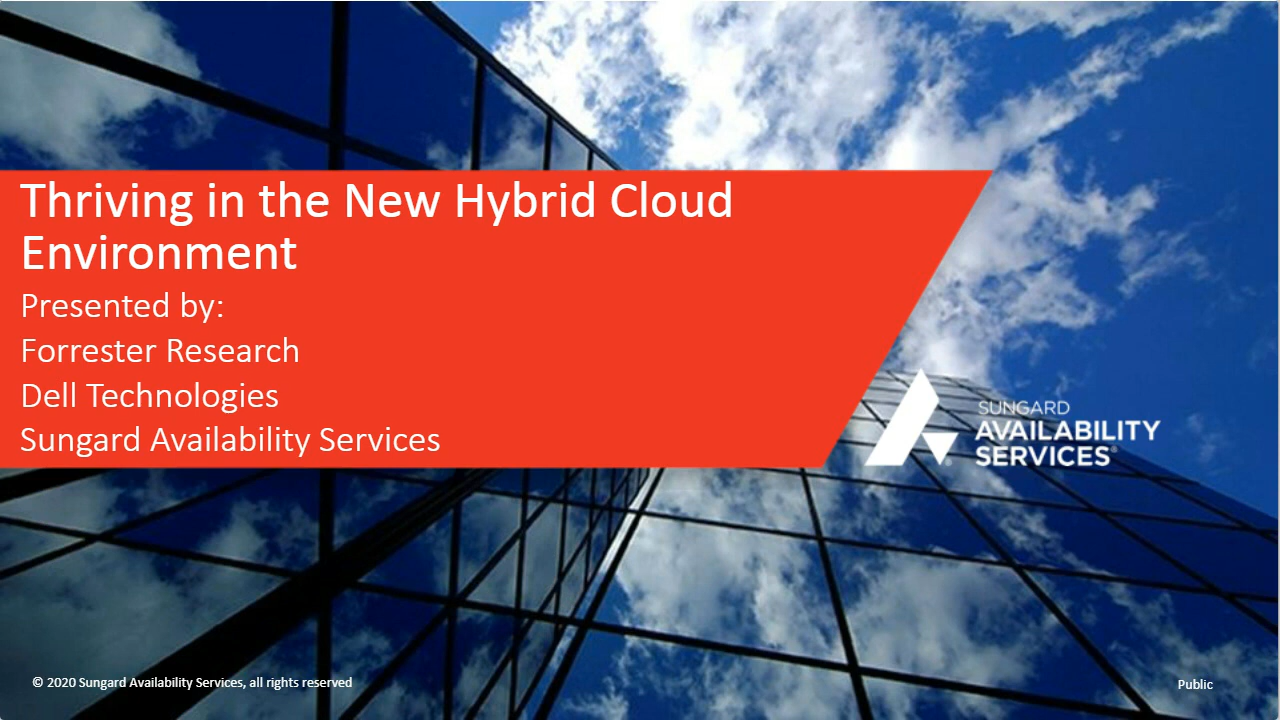 Thriving in the New Hybrid Cloud
Environment
Presented by:
Forrester Research
Dell Technologies
Sungard Availability Services
SUNGARD
AVAILABILITY
SERVICES®
© 2020 Sungard Availability Services, all rights reserved
Public